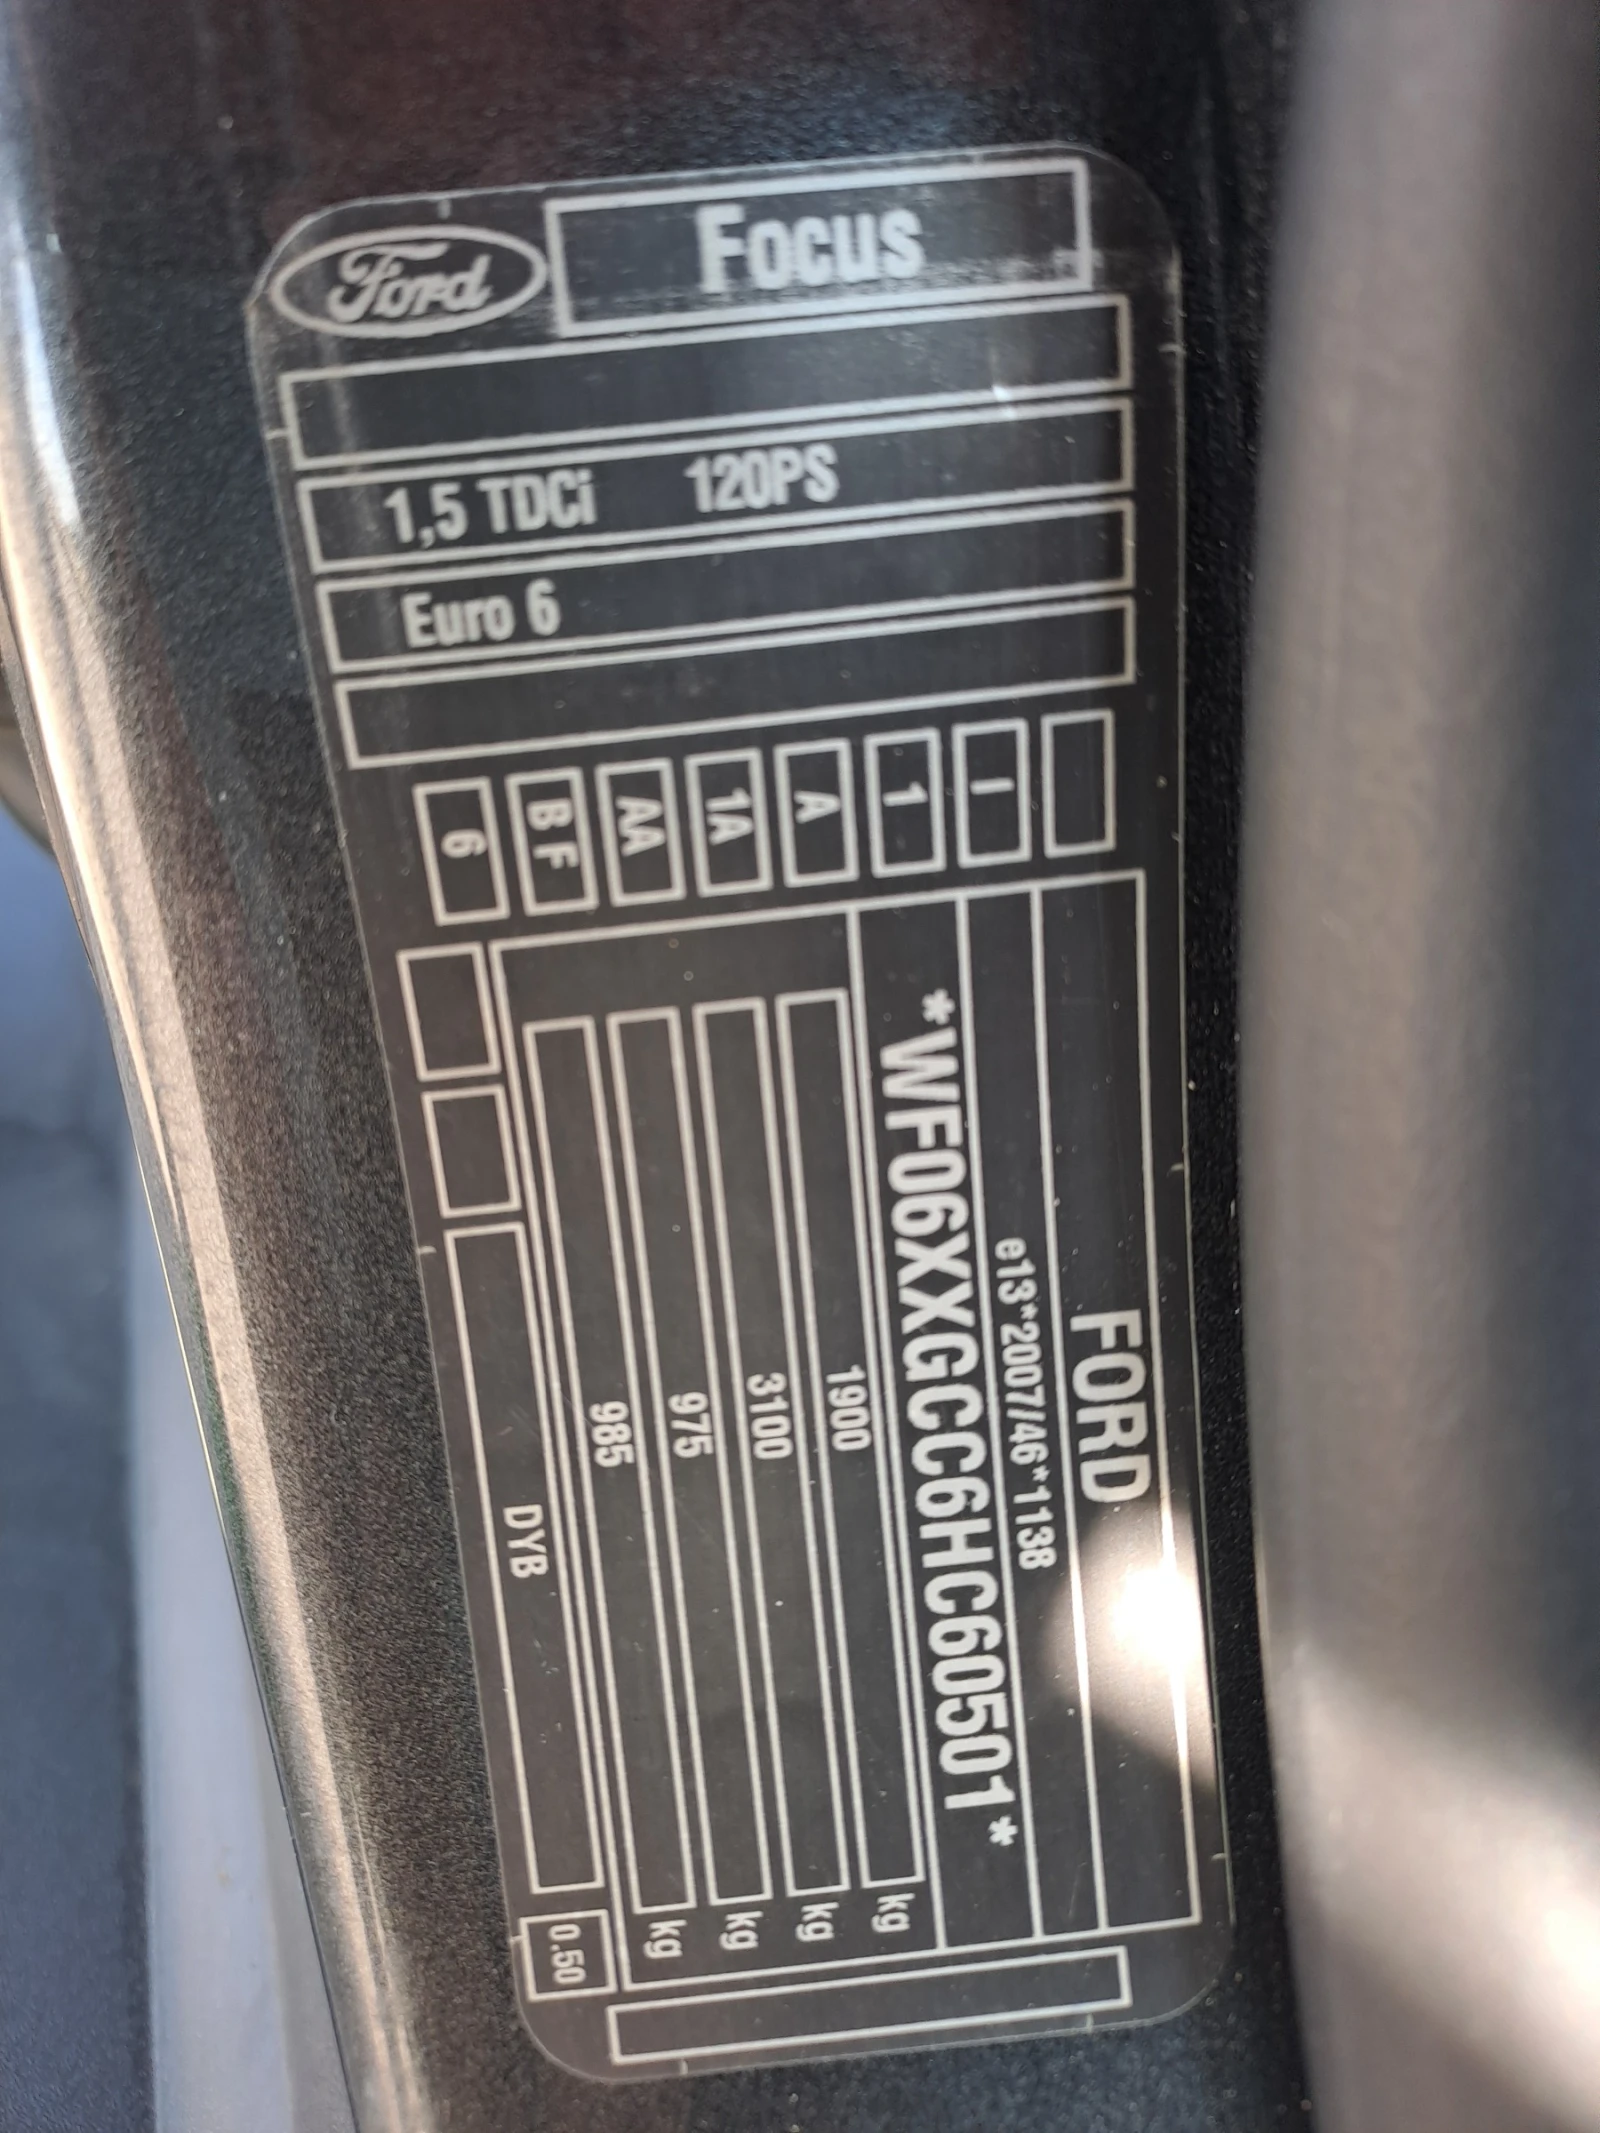 Ford
Focus
1,5 TDCi 120PS
Euro 6
I
1
A
1A
AA
B F
6
FORD
e13*2007/46*1138
*WF06XXGCC6HC60501*
1900 kg
3100 kg
975 kg
985 kg
DYB
0.50